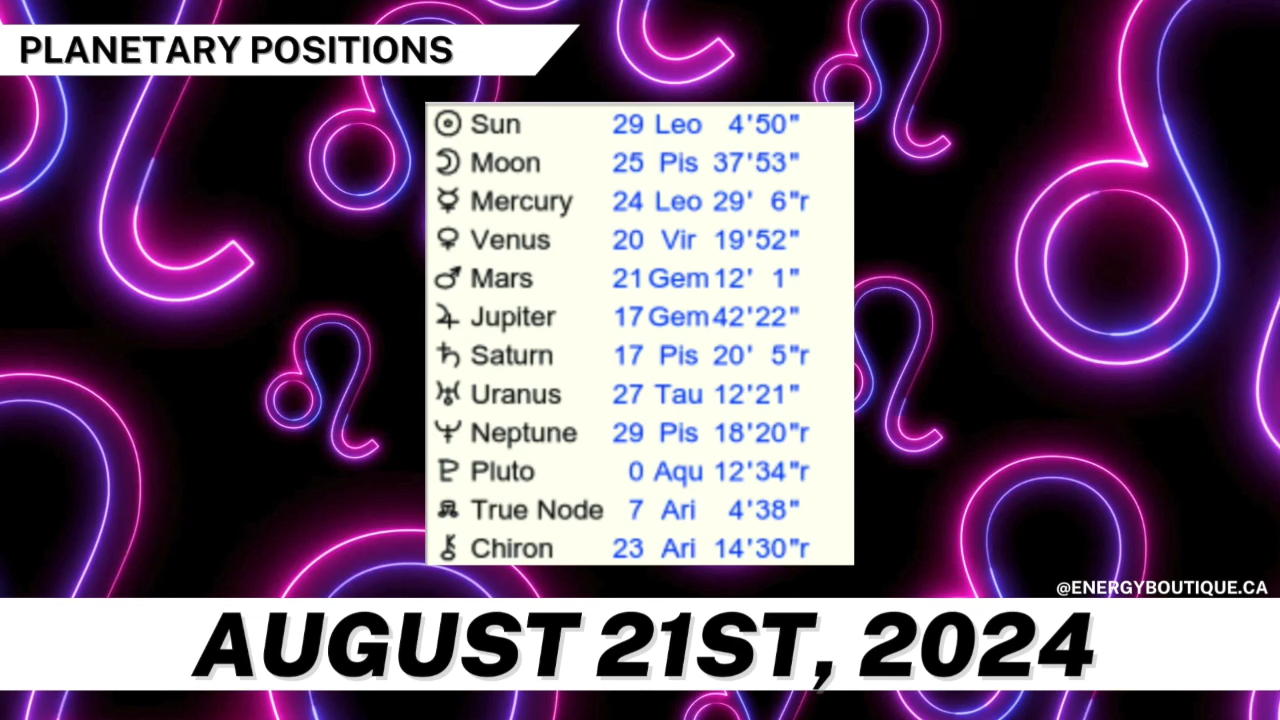 PLANETARY POSITIONS
Sun 29 Leo 4'50"
Moon 25 Pis 37'53"
Mercury 24 Leo 29' 6"r
Venus 20 Vir 19'52"
Mars 21 Gem 12' 1"
Jupiter 17 Gem 42'22"
Saturn 17 Pis 20' 5"r
Uranus 27 Tau 12'21"
Neptune 29 Pis 18'20"r
Pluto 0 Aqu 12'34"r
True Node 7 Ari 4'38"
Chiron 23 Ari 14'30"r
@ENERGYBOUTIQUE.CA
AUGUST 21ST, 2024